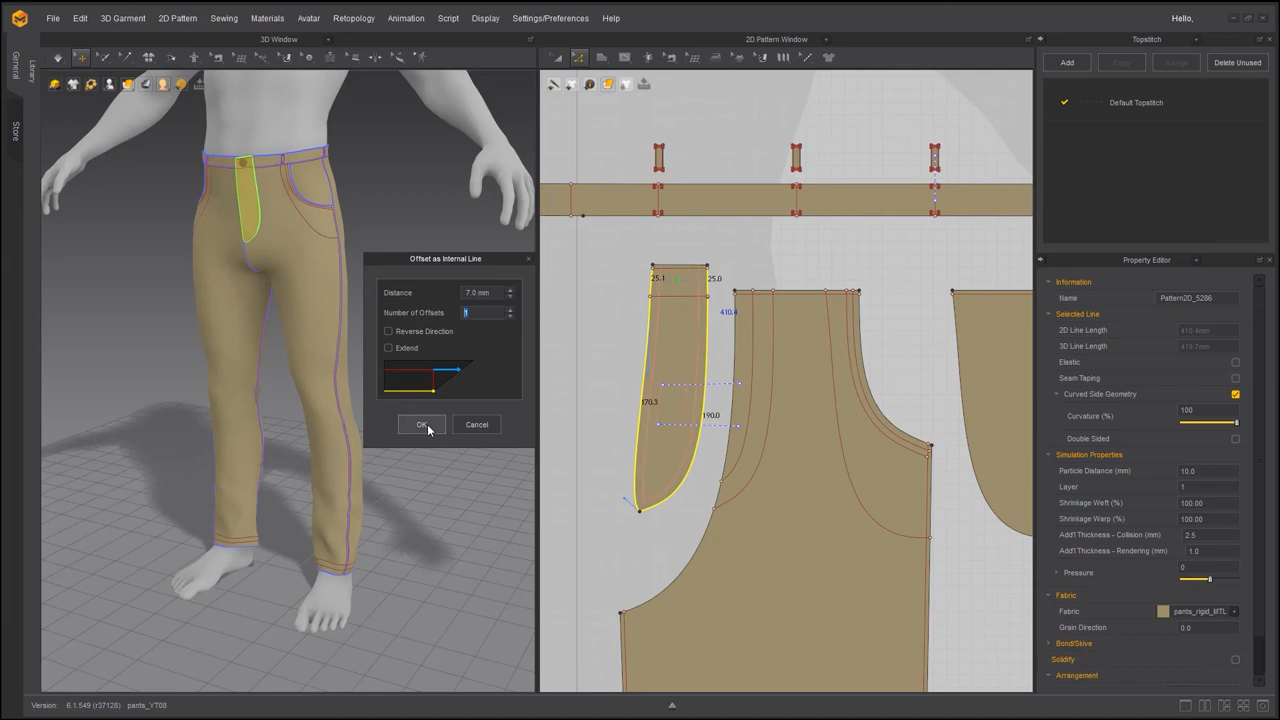 File Edit 3D Garment 2D Pattern Sewing Materials Avatar Retopology Animation Script Display Settings/Preferences Help Hello,
3D Window
2D Pattern Window
Topstitch
General
Library
Store
Add
Delete Unused
Default Topstitch
Offset as Internal Line
Distance 7.0 mm
Number of Offsets 1
Reverse Direction
Extend
OK
Cancel
25.1
25.0
410.4
170.3
190.0
Property Editor
Information
Name Pattern2D_5286
Selected Line
2D Line Length 410.4mm
3D Line Length 410.7mm
Elastic
Seam Taping
Curved Side Geometry
Curvature (%) 100
Double Sided
Simulation Properties
Particle Distance (mm) 10.0
Layer 1
Shrinkage Weft (%) 100.00
Shrinkage Warp (%) 100.00
Add'l Thickness - Collision (mm) 2.5
Add'l Thickness - Rendering (mm) 1.0
Pressure 0
Fabric
Fabric pants_rigid_MTL
Grain Direction 0.0
Bond/Skive
Solidify
Arrangement
Version: 6.1.549 (r37128) pants_YT08